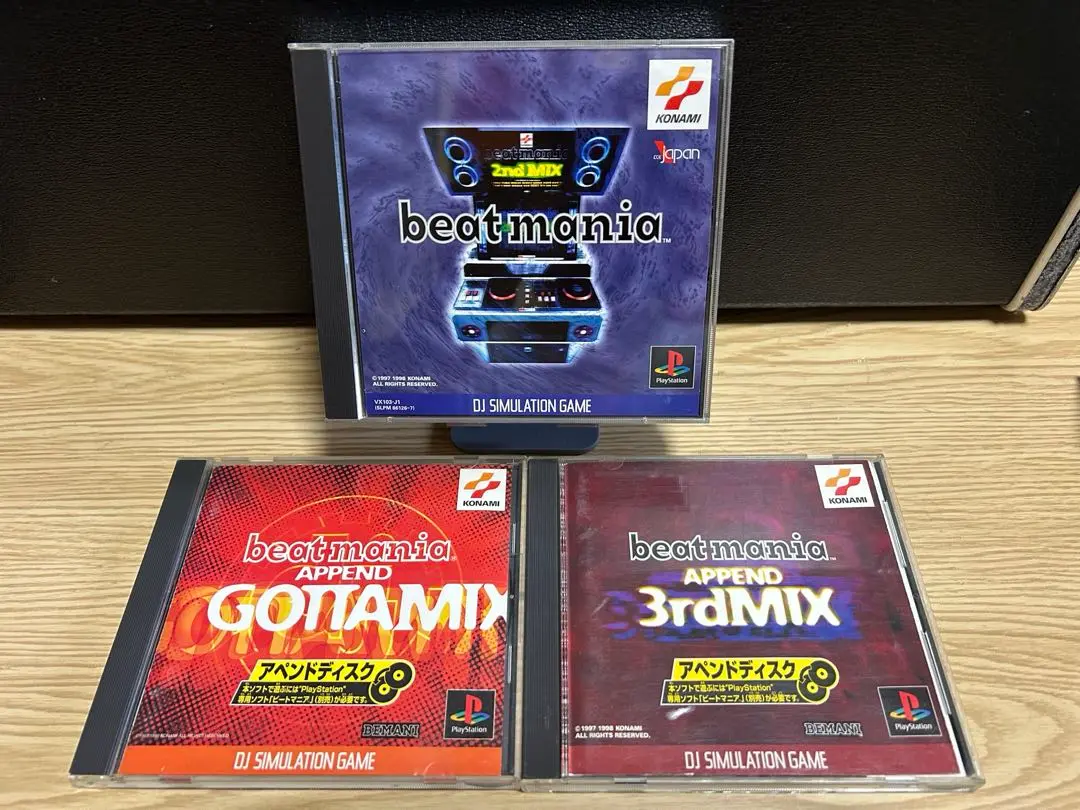 KONAMI
CDK Japan
beatmania
2nd MIX
beatmania™
©1997 1998 KONAMI
ALL RIGHTS RESERVED.
PlayStation
VX103-J1
(SLPM 86126~7)
DJ SIMULATION GAME
KONAMI
beatmania®
APPEND
GOTTAMIX
アペンドディスク
本ソフトで遊ぶには"PlayStation"
専用ソフト「ビートマニア」(別売)が必要です。
BEMANI
PlayStation
DJ SIMULATION GAME
KONAMI
beatmania™
APPEND
3rdMIX
アペンドディスク
本ソフトで遊ぶには"PlayStation"
専用ソフト「ビートマニア」(別売)が必要です。
©1997 1998 KONAMI
ALL RIGHTS RESERVED.
BEMANI
PlayStation
DJ SIMULATION GAME